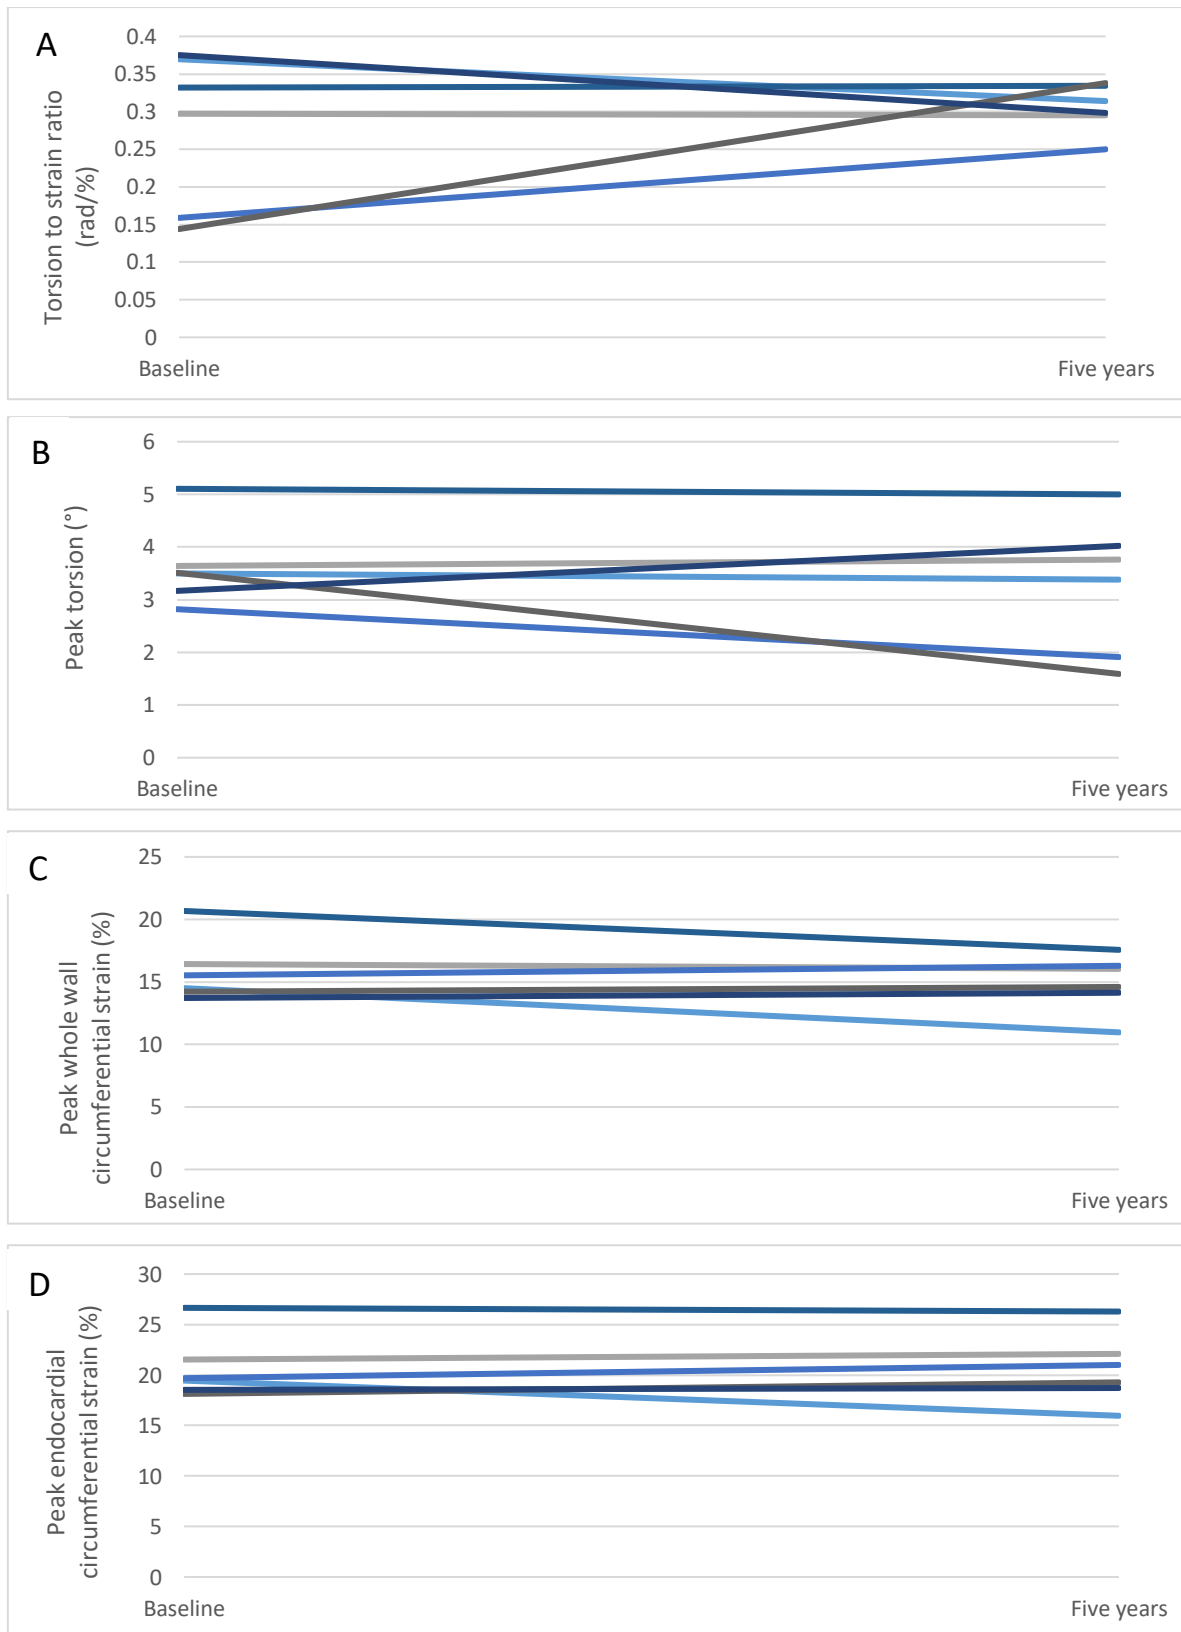 A
Torsion to strain ratio
(rad/%)
0.4
0.35
0.3
0.25
0.2
0.15
0.1
0.05
0
Baseline
Five years
B
Peak torsion (°)
6
5
4
3
2
1
0
Baseline
Five years
C
Peak whole wall
circumferential strain (%)
25
20
15
10
5
0
Baseline
Five years
D
Peak endocardial
circumferential strain (%)
30
25
20
15
10
5
0
Baseline
Five years